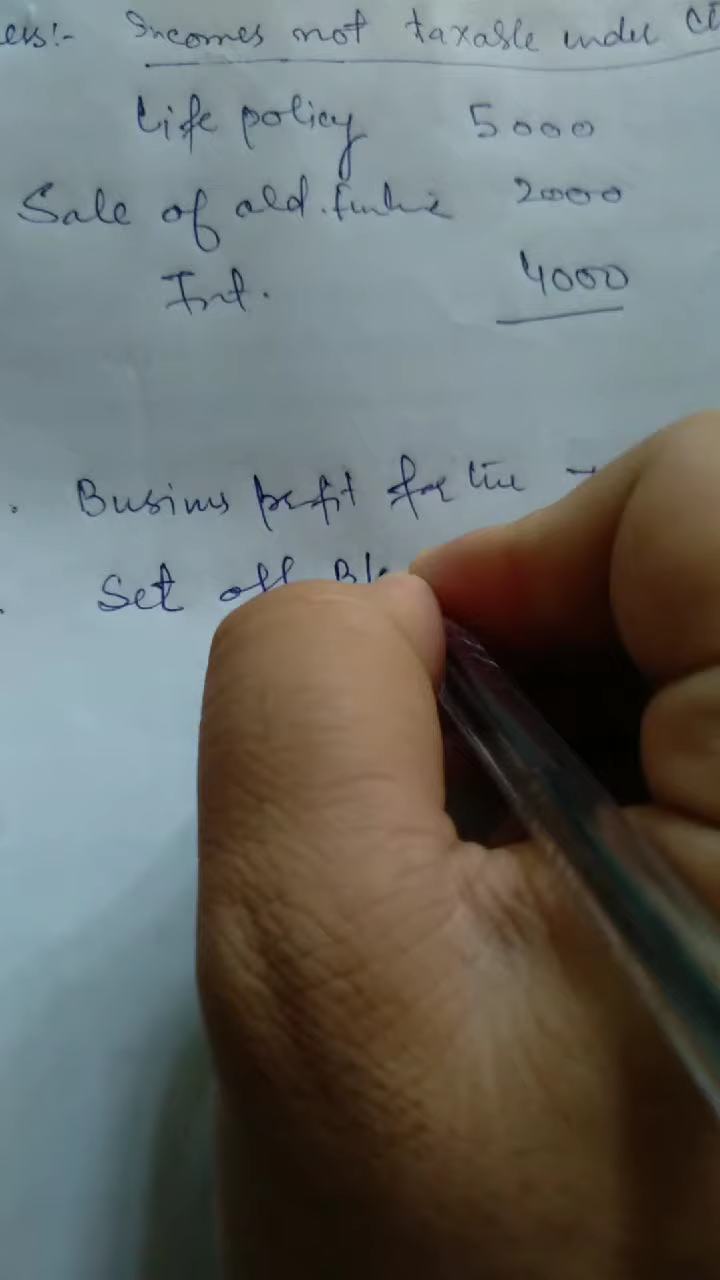 ess:- Incomes not taxable under
Life policy 5000
Sale of old 2000
Int. 4000
. Business profit for the -
. Set off B/